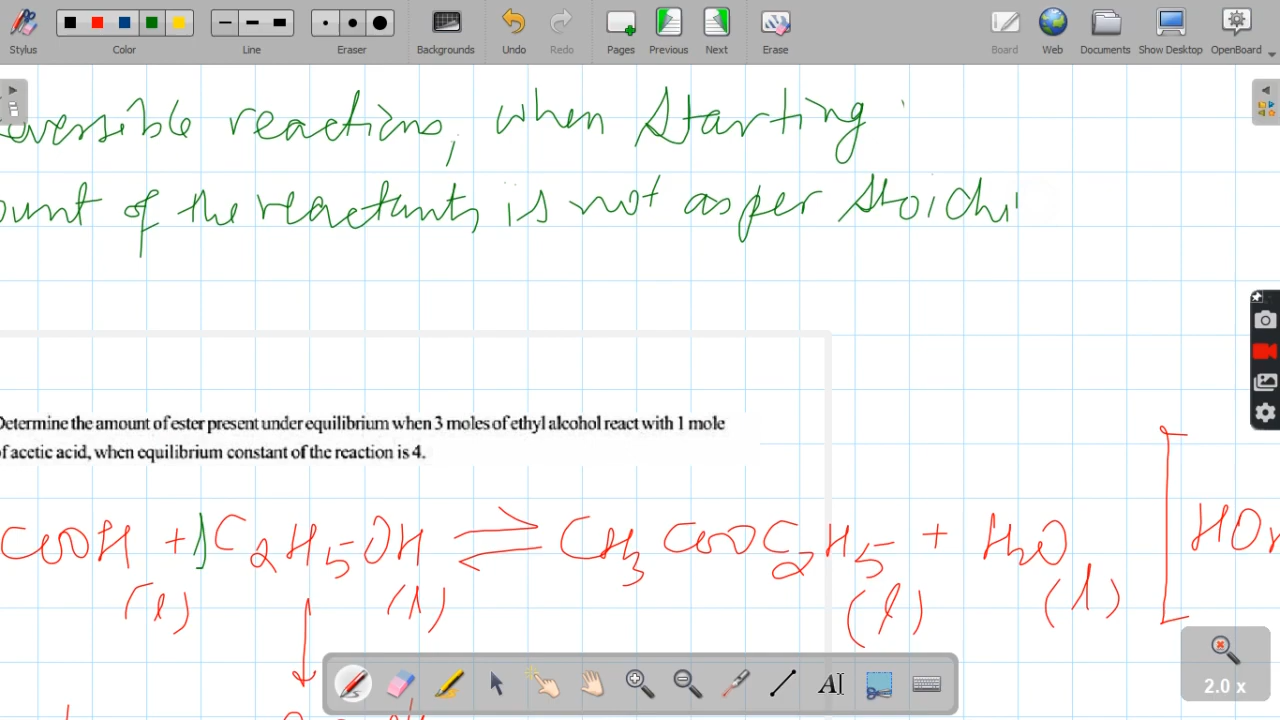 Stylus Color Line Eraser Backgrounds Undo Redo Pages Previous Next Erase Board Web Documents Show Desktop OpenBoard
eversible reactions, when starting
ount of the reactants is not as per stoichi
Determine the amount of ester present under equilibrium when 3 moles of ethyl alcohol react with 1 mole
f acetic acid, when equilibrium constant of the reaction is 4.
COOH + 1 C2H5OH ⇌ CH3COOC2H5 + H2O [ HO
(l) (l) (l) (l)
AI
2.0 x